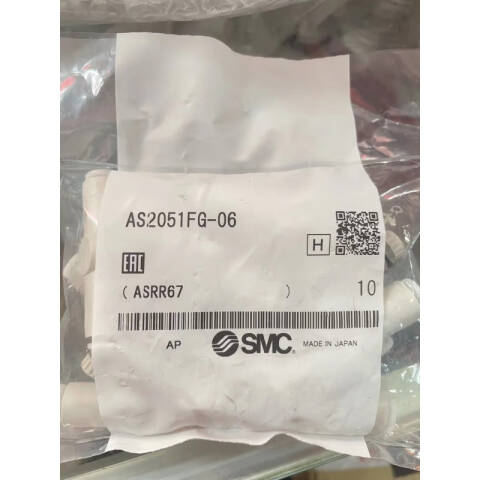 AS2051FG-06
H
EAC
( ASRR67 ) 10
AP SMC. MADE IN JAPAN